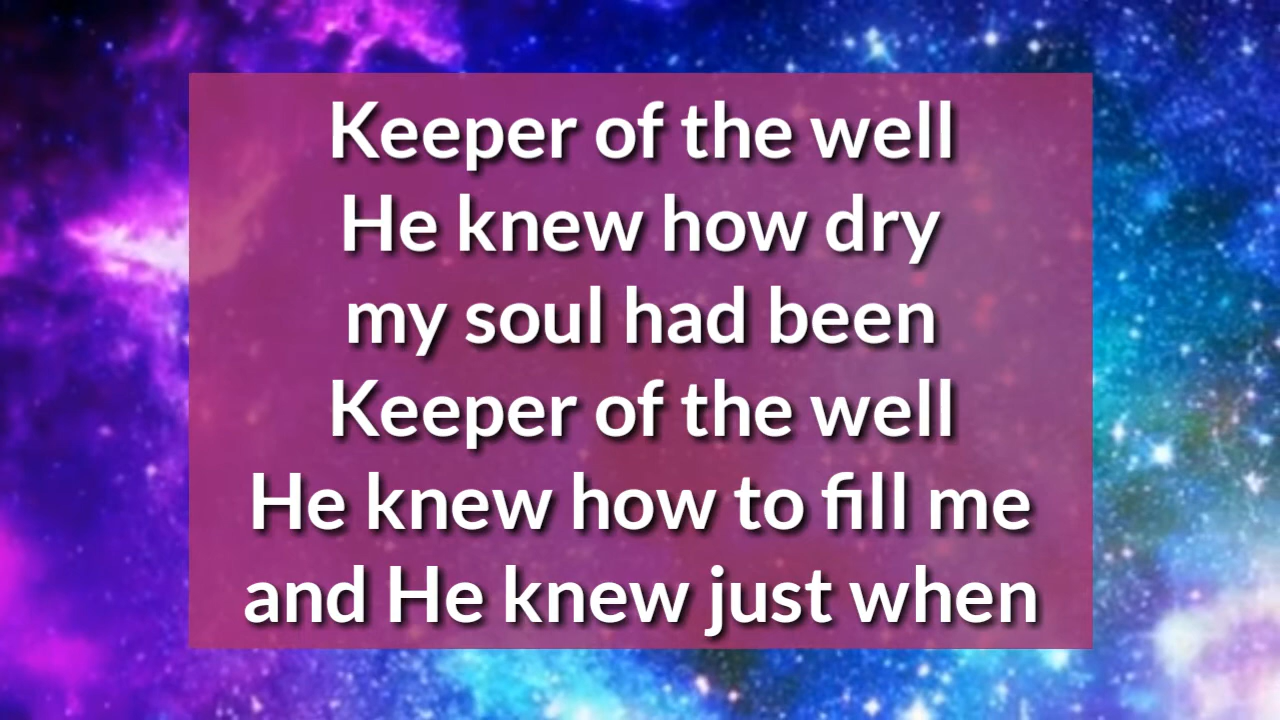 Keeper of the well
He knew how dry
my soul had been
Keeper of the well
He knew how to fill me
and He knew just when